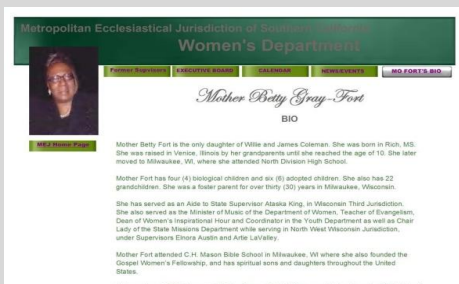 Metropolitan Ecclesiastical Jurisdiction of Southern California
Women's Department
Former Supvisors EXECUTIVE BOARD CALENDAR NEWS/EVENTS MO FORT'S BIO
Mother Betty Gray-Fort
BIO
MEJ Home Page
Mother Betty Fort is the only daughter of Willie and James Coleman. She was born in Rich, MS.
She was raised in Venice, Illinois by her grandparents until she reached the age of 10. She later
moved to Milwaukee, WI, where she attended North Division High School.
Mother Fort has four (4) biological children and six (6) adopted children. She also has 22
grandchildren. She was a foster parent for over thirty (30) years in Milwaukee, Wisconsin.
She has served as an Aide to State Supervisor Ataska King, in Wisconsin Third Jurisdiction.
She also served as the Minister of Music of the Department of Women, Teacher of Evangelism,
Dean of Women's Inspirational Hour and Coordinator in the Youth Department as well as Chair
Lady of the State Missions Department while serving in North West Wisconsin Jurisdiction,
under Supervisors Elnora Austin and Artie LaValley.
Mother Fort attended C.H. Mason Bible School in Milwaukee, WI where she also founded the
Gospel Women's Fellowship, and has spiritual sons and daughters throughout the United
States.